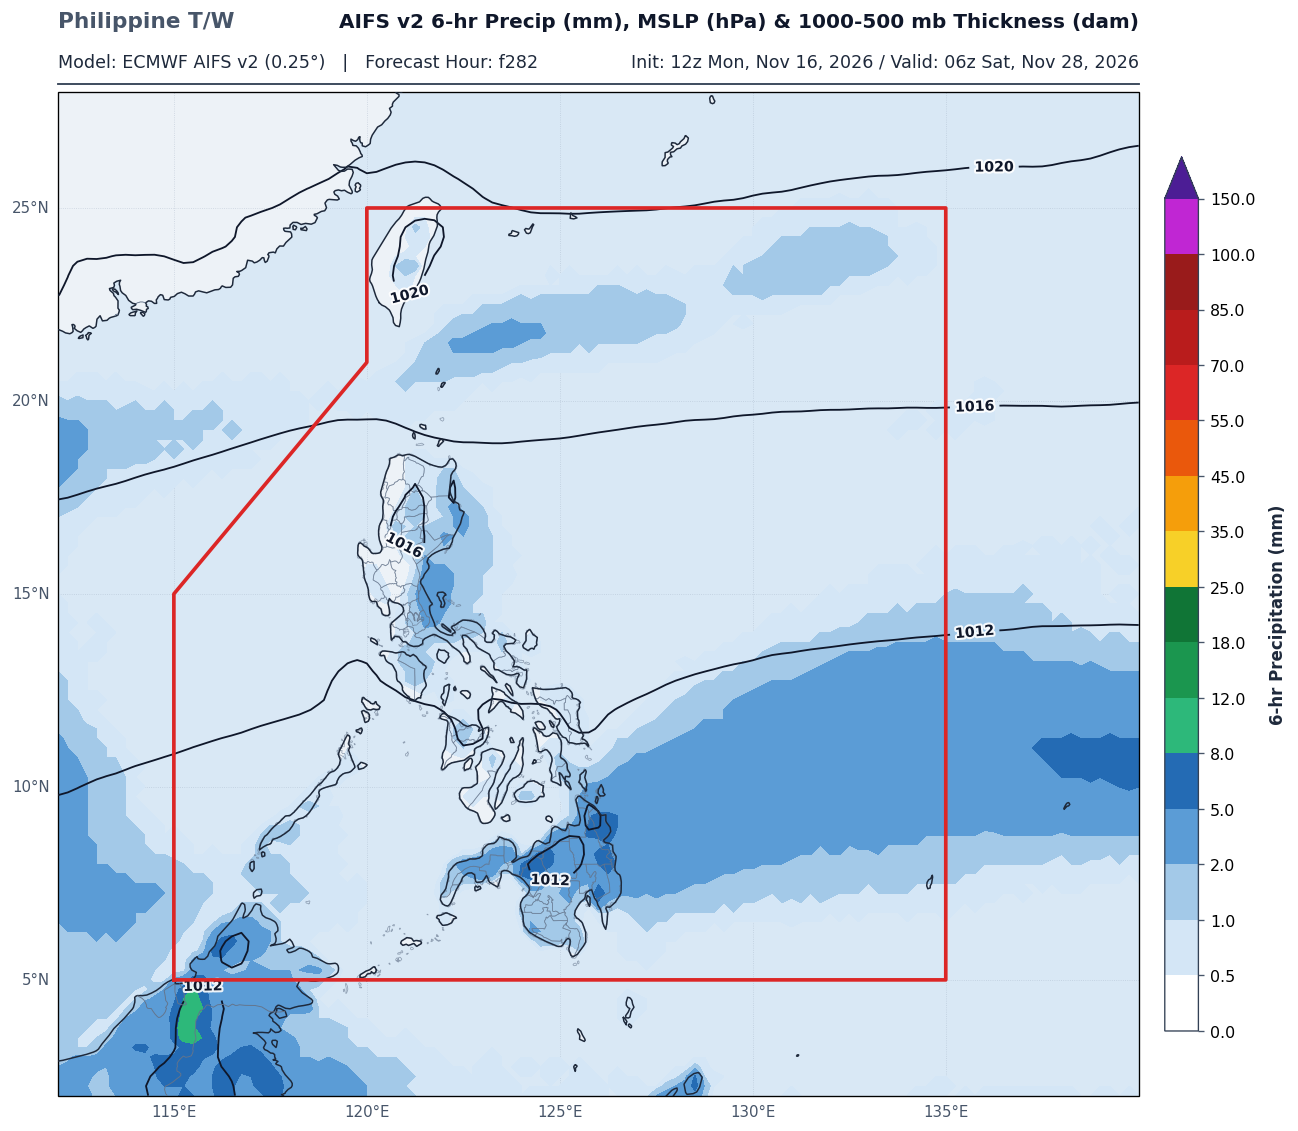 Philippine T/W
AIFS v2 6-hr Precip (mm), MSLP (hPa) & 1000-500 mb Thickness (dam)
Model: ECMWF AIFS v2 (0.25°) | Forecast Hour: f282
Init: 12z Mon, Nov 16, 2026 / Valid: 06z Sat, Nov 28, 2026
1020
25°N
1020
20°N
1016
1016
15°N
1012
10°N
1012
5°N
1012
115°E
120°E
125°E
130°E
135°E
150.0
100.0
85.0
70.0
55.0
45.0
35.0
25.0
18.0
12.0
8.0
5.0
2.0
1.0
0.5
0.0
6-hr Precipitation (mm)